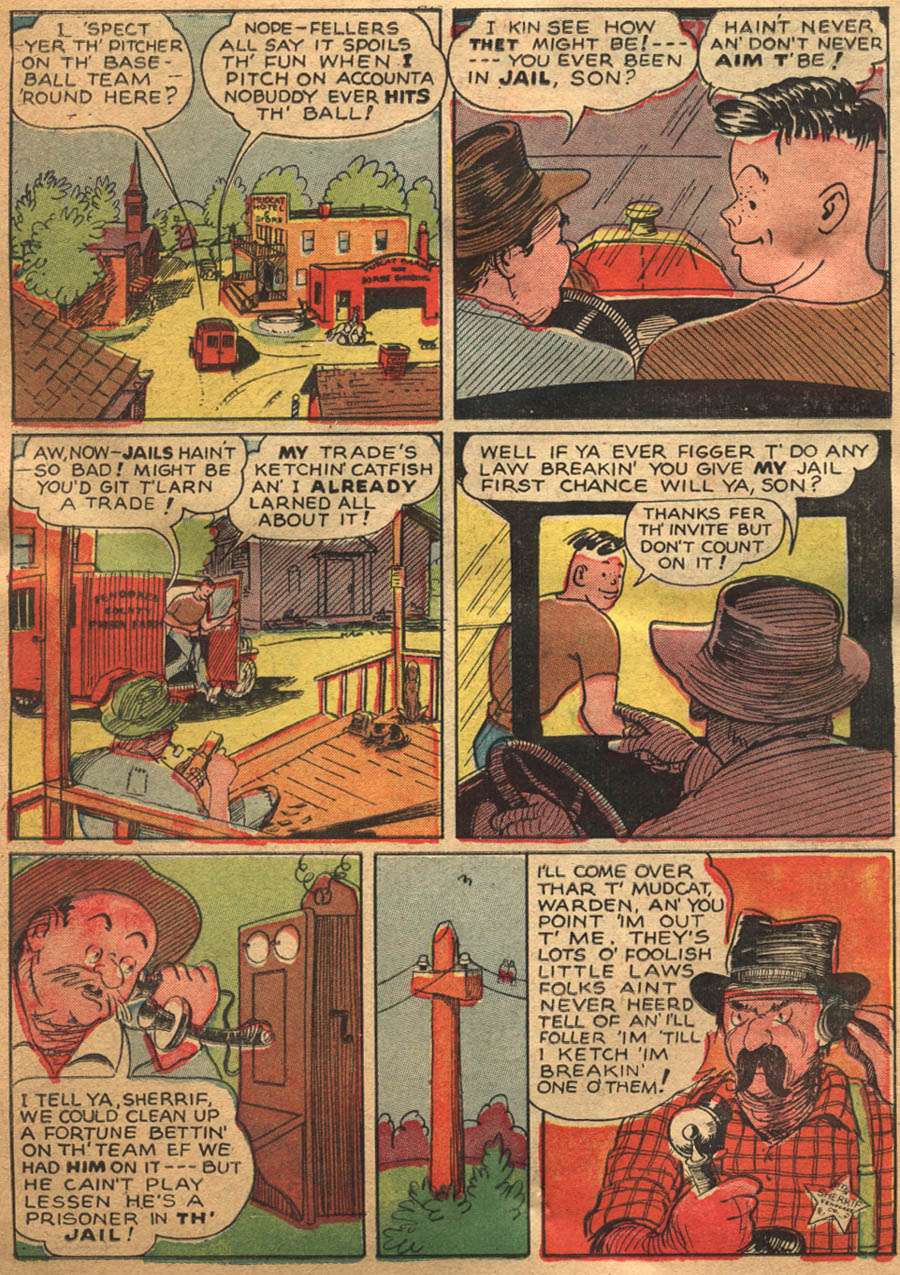 I 'SPECT
YER TH' PITCHER
ON TH' BASE-
BALL TEAM
'ROUND HERE?
NOPE-FELLERS
ALL SAY IT SPOILS
TH' FUN WHEN I
PITCH ON ACCOUNTA
NOBUDDY EVER HITS
TH' BALL!
MUDCAT
HOTEL
& STORE
I KIN SEE HOW
THET MIGHT BE!---
----YOU EVER BEEN
IN JAIL, SON?
HAIN'T NEVER
AN' DON'T NEVER
AIM T'BE!
AW, NOW-JAILS HAIN'T
SO BAD! MIGHT BE
YOU'D GIT T'LARN
A TRADE!
MY TRADE'S
KETCHIN' CATFISH
AN' I ALREADY
LARNED ALL
ABOUT IT!
COUNTY
WELL IF YA EVER FIGGER T' DO ANY
LAW BREAKIN' YOU GIVE MY JAIL
FIRST CHANCE WILL YA, SON?
THANKS FER
TH' INVITE BUT
DON'T COUNT
ON IT!
I TELL YA, SHERRIF,
WE COULD CLEAN UP
A FORTUNE BETTIN'
ON TH' TEAM EF WE
HAD HIM ON IT---BUT
HE CAIN'T PLAY
LESSEN HE'S A
PRISONER IN TH'
JAIL!
I'LL COME OVER
THAR T' MUDCAT,
WARDEN, AN' YOU
POINT 'IM OUT
T' ME. THEY'S
LOTS O' FOOLISH
LITTLE LAWS
FOLKS AINT
NEVER HEERD
TELL OF AN' I'LL
FOLLER 'IM 'TILL
I KETCH 'IM
BREAKIN'
ONE O' THEM!
SHERRIF